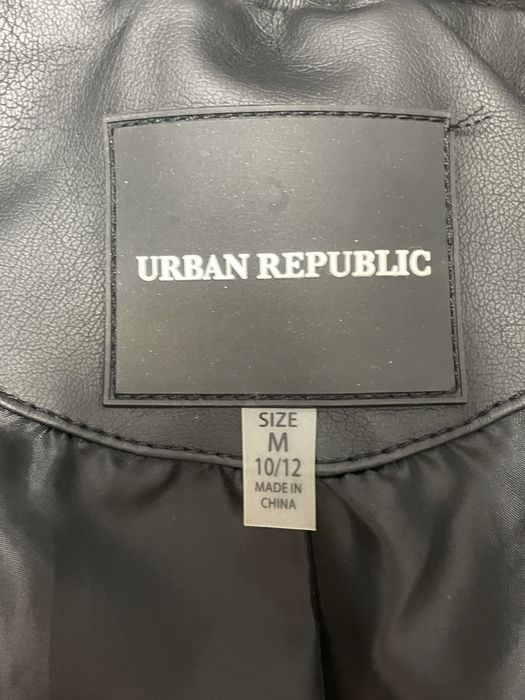 URBAN REPUBLIC
SIZE
M
10/12
MADE IN
CHINA